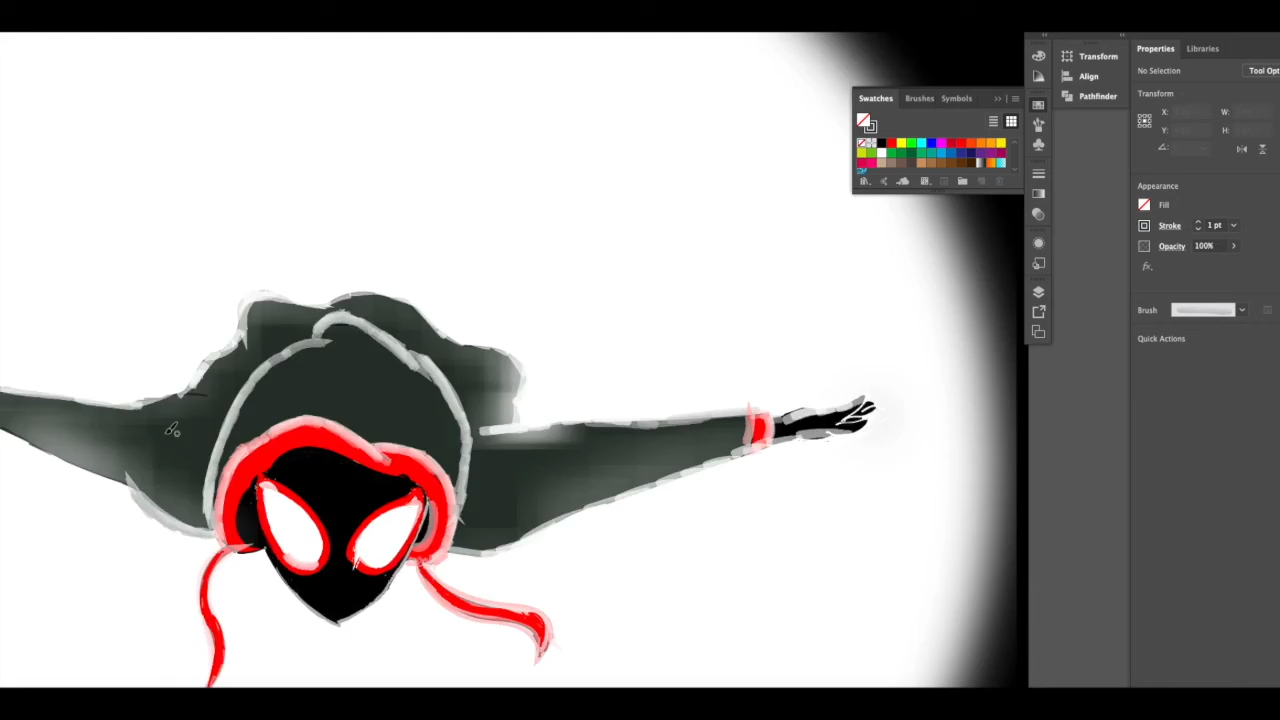 Properties Libraries
No Selection Tool Opt
Transform
X: W:
Y: H:
Appearance
Fill
Stroke 1 pt
Opacity 100%
fx.
Brush
Quick Actions
Transform
Align
Pathfinder
Swatches Brushes Symbols